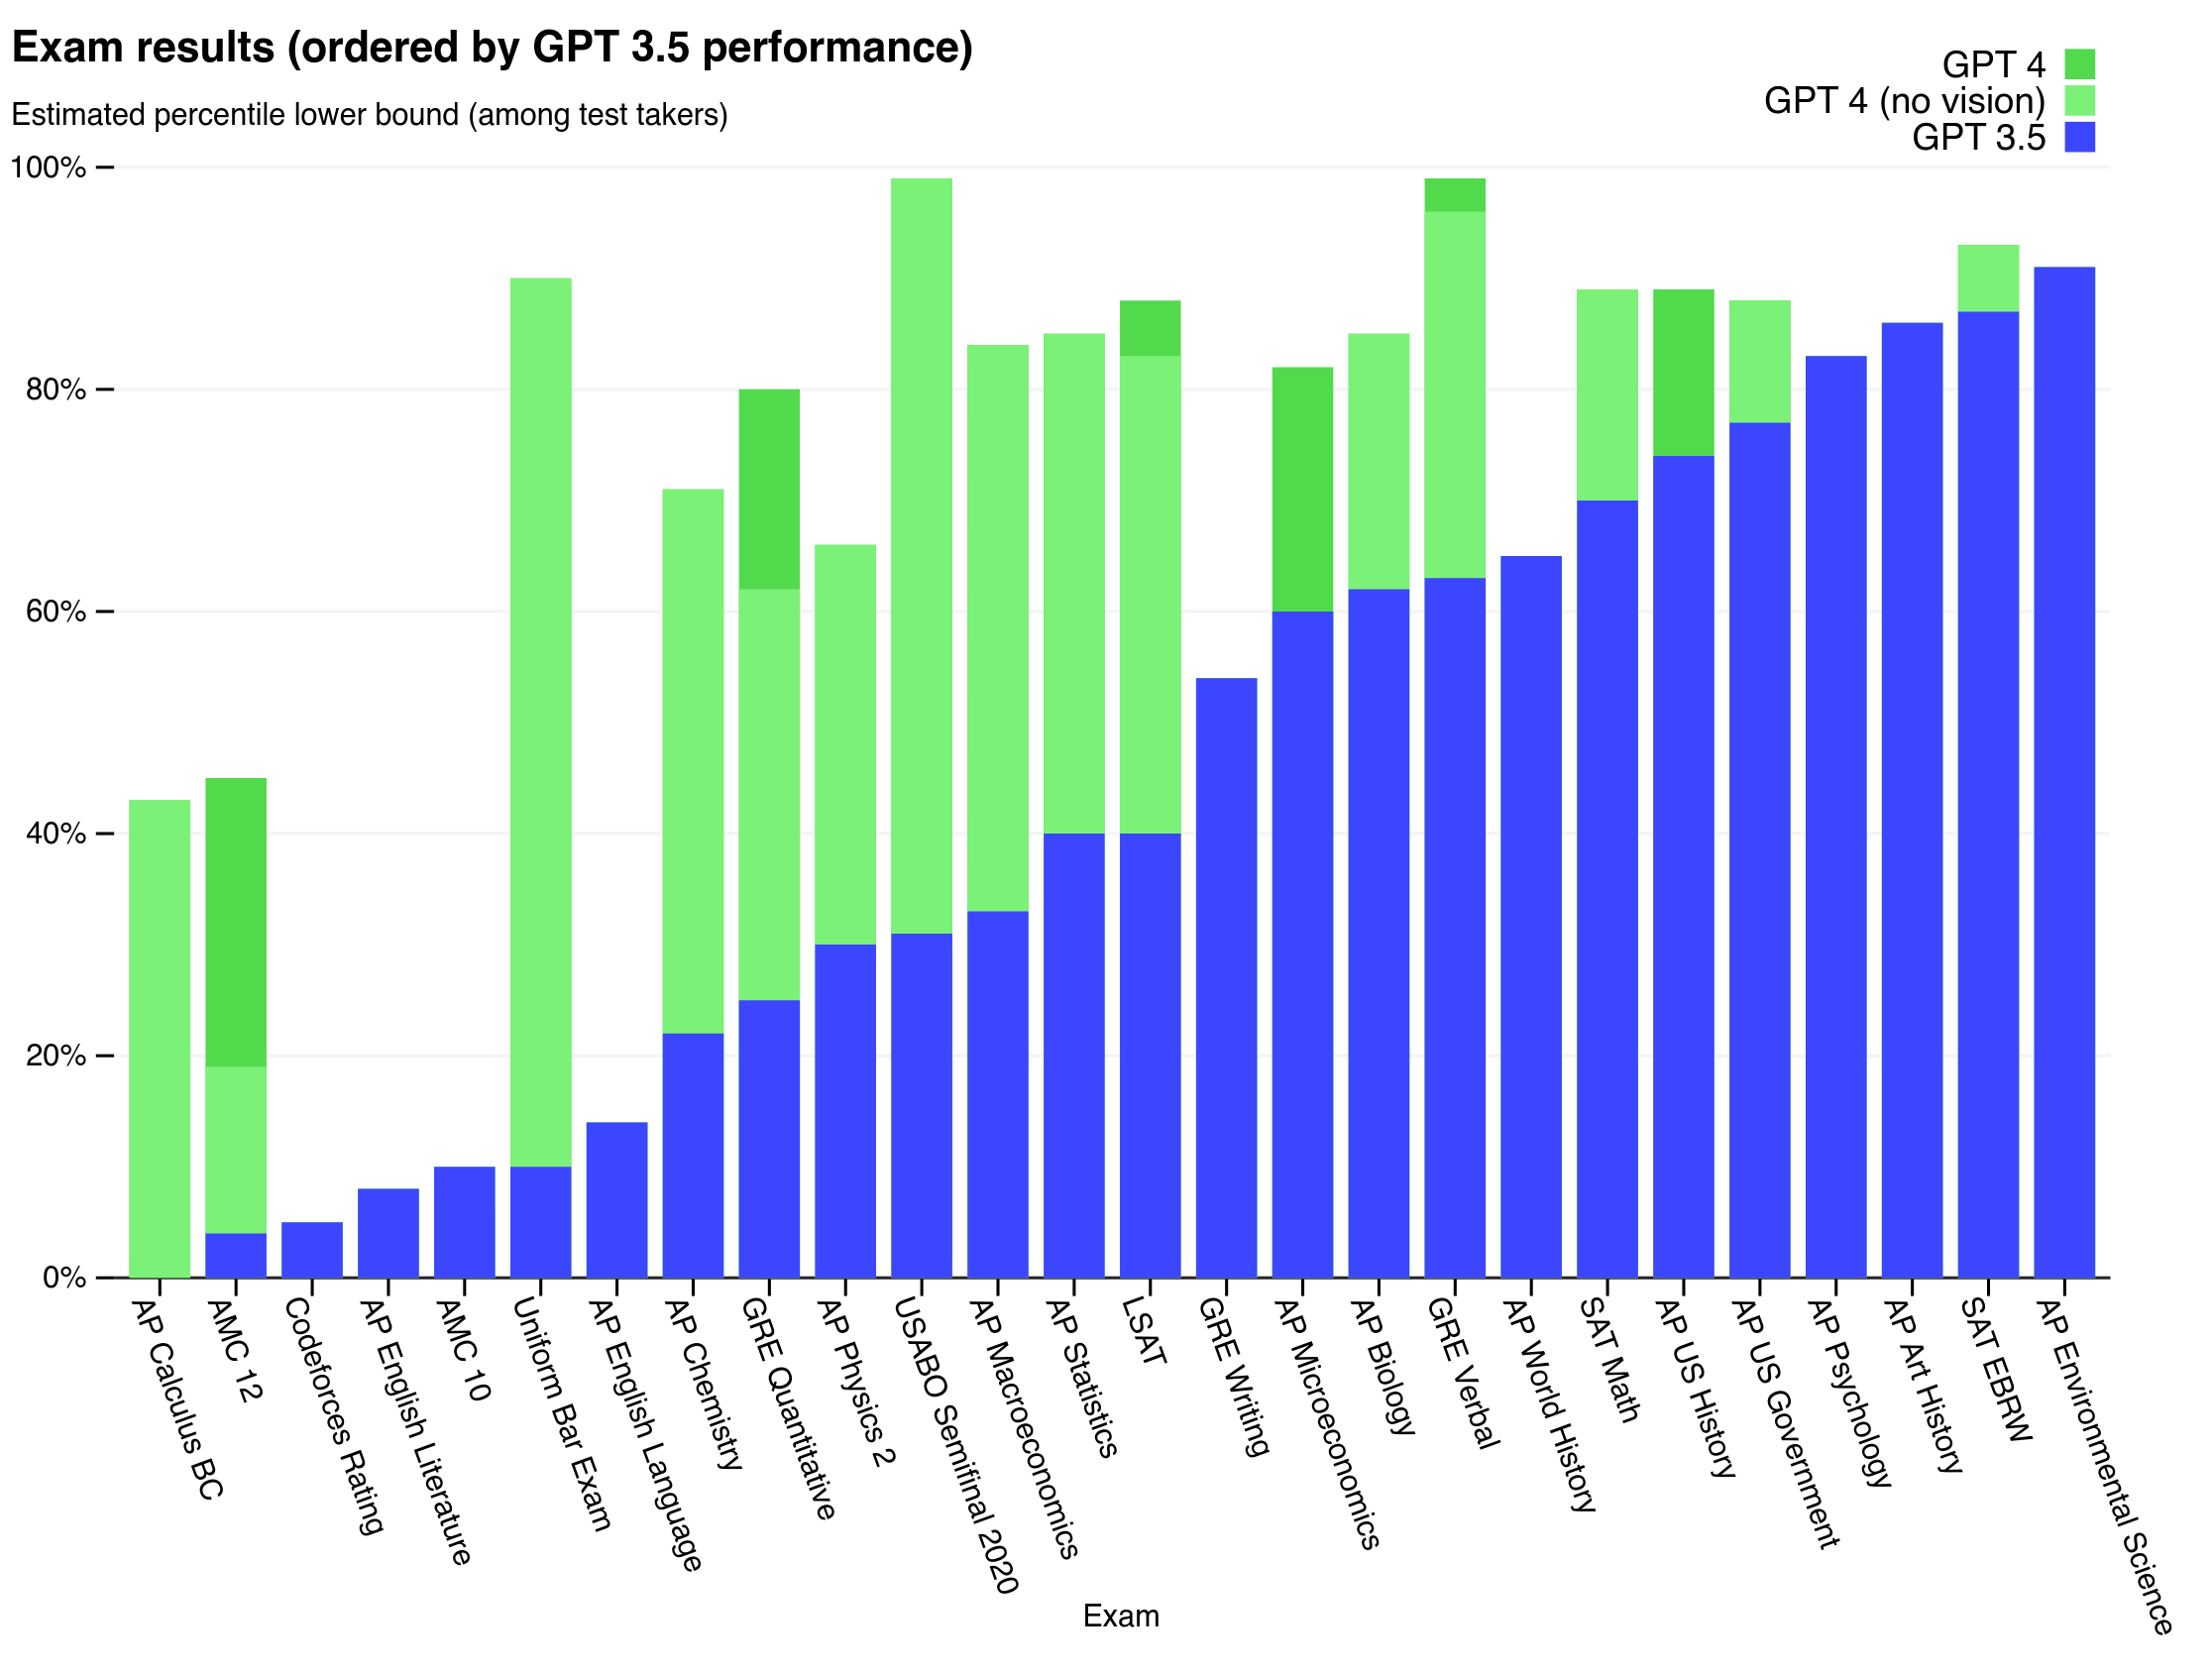 Exam results (ordered by GPT 3.5 performance)
Estimated percentile lower bound (among test takers)
GPT 4
GPT 4 (no vision)
GPT 3.5
100%
80%
60%
40%
20%
0%
AP Calculus BC
AMC 12
Codeforces Rating
AP English Literature
AMC 10
Uniform Bar Exam
AP English Language
AP Chemistry
GRE Quantitative
AP Physics 2
USABO Semifinal 2020
AP Macroeconomics
AP Statistics
LSAT
GRE Writing
AP Microeconomics
AP Biology
GRE Verbal
AP World History
SAT Math
AP US History
AP US Government
AP Psychology
AP Art History
SAT EBRW
AP Environmental Science
Exam